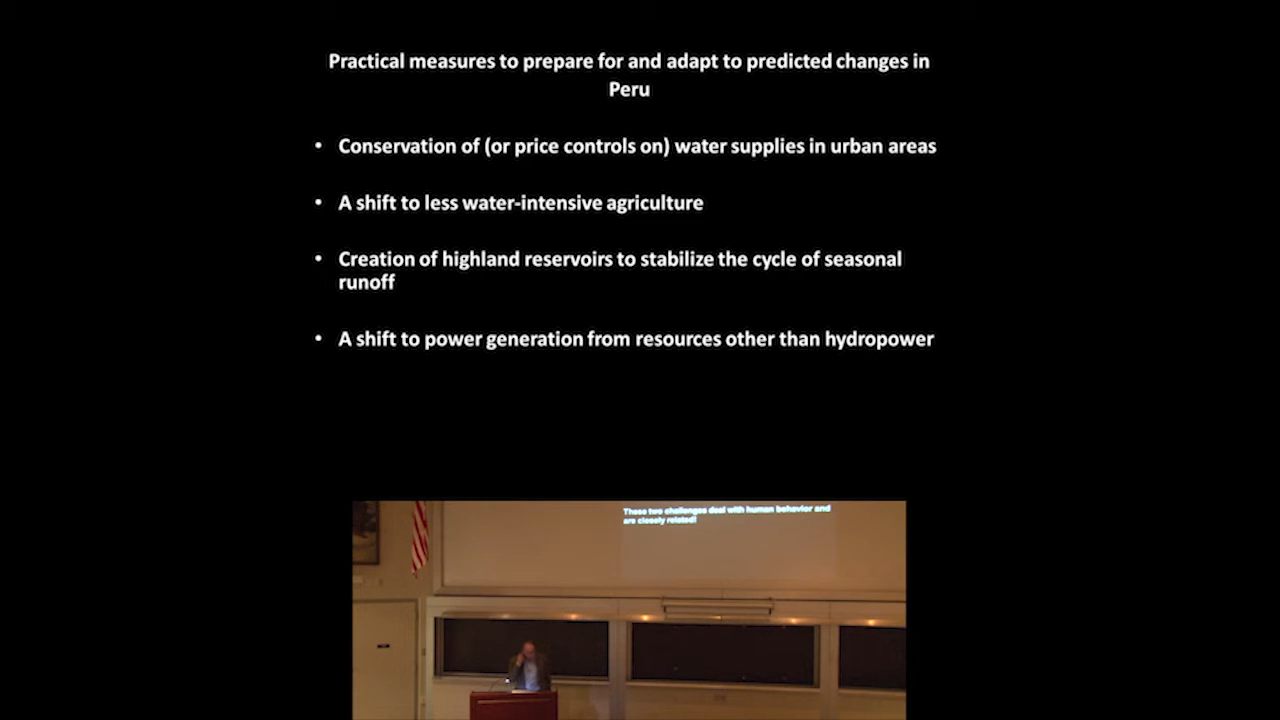 Practical measures to prepare for and adapt to predicted changes in
Peru
• Conservation of (or price controls on) water supplies in urban areas
• A shift to less water-intensive agriculture
• Creation of highland reservoirs to stabilize the cycle of seasonal
runoff
• A shift to power generation from resources other than hydropower
These two challenges deal with human behavior and
are closely related!